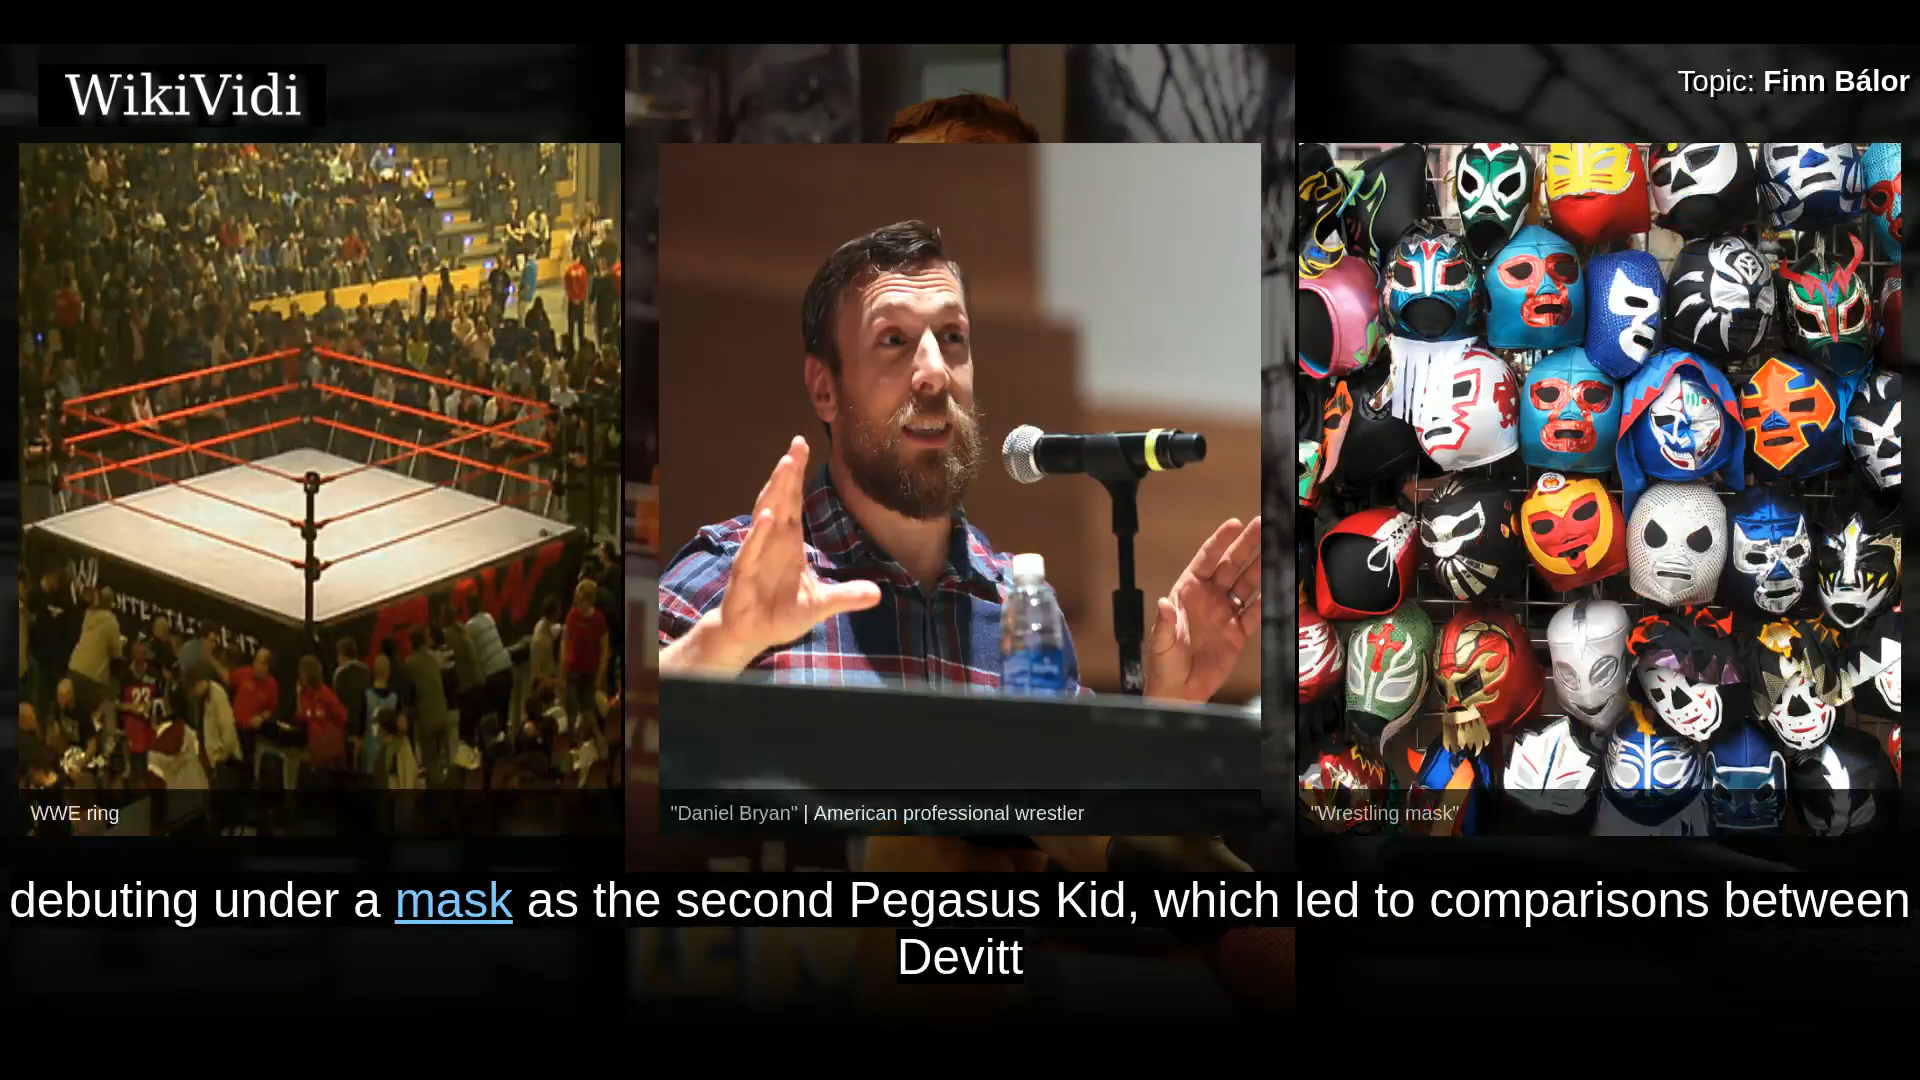 WikiVidi
Topic: Finn Bálor
WWE ring
"Daniel Bryan" | American professional wrestler
"Wrestling mask"
debuting under a mask as the second Pegasus Kid, which led to comparisons between
Devitt